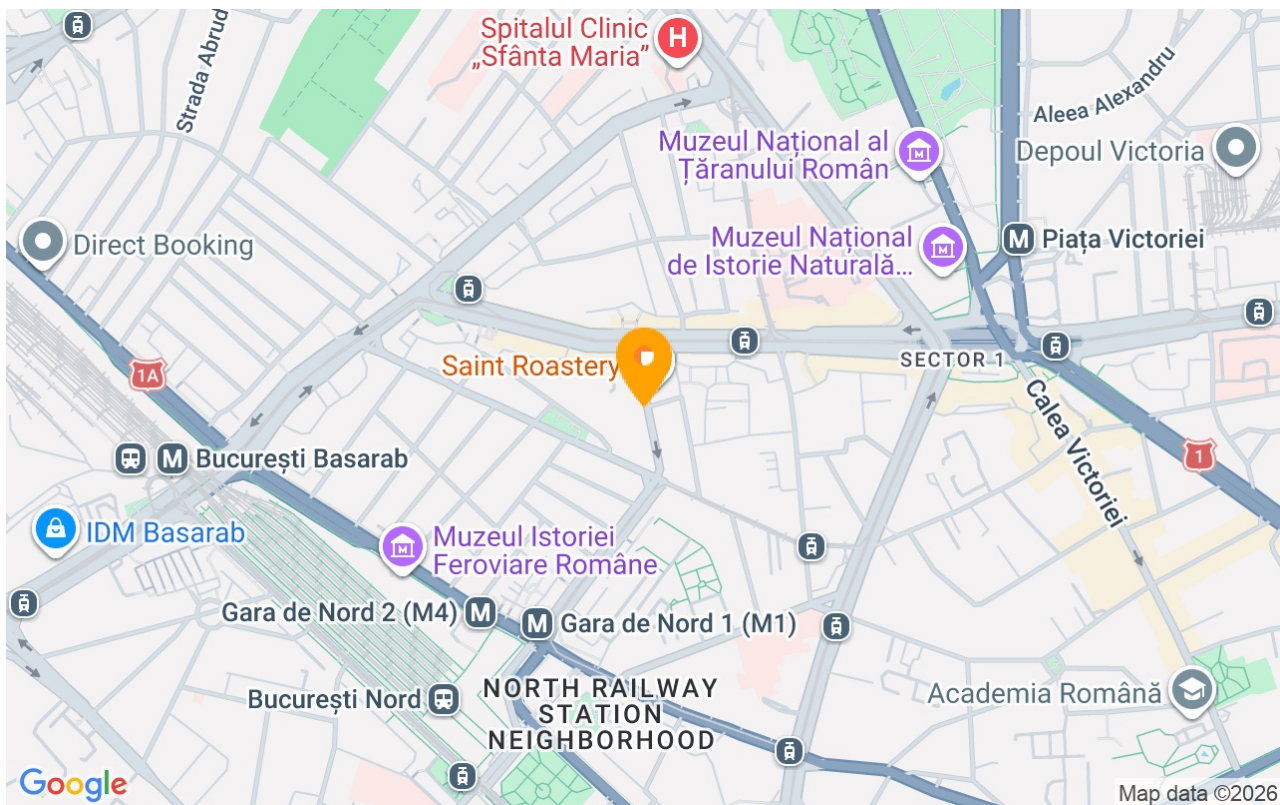 Spitalul Clinic
„Sfânta Maria”
H
Strada Abrud
Aleea Alexandru
Muzeul Național al
Țăranului Român
M
Depoul Victoria
Direct Booking
Muzeul Național
de Istorie Naturală...
M
M Piața Victoriei
Saint Roastery
SECTOR 1
1A
Calea Victoriei
M București Basarab
1
IDM Basarab
Muzeul Istoriei
Feroviare Române
M
Gara de Nord 2 (M4) M
M Gara de Nord 1 (M1)
București Nord
NORTH RAILWAY
STATION
NEIGHBORHOOD
Academia Română
Google
Map data ©2026